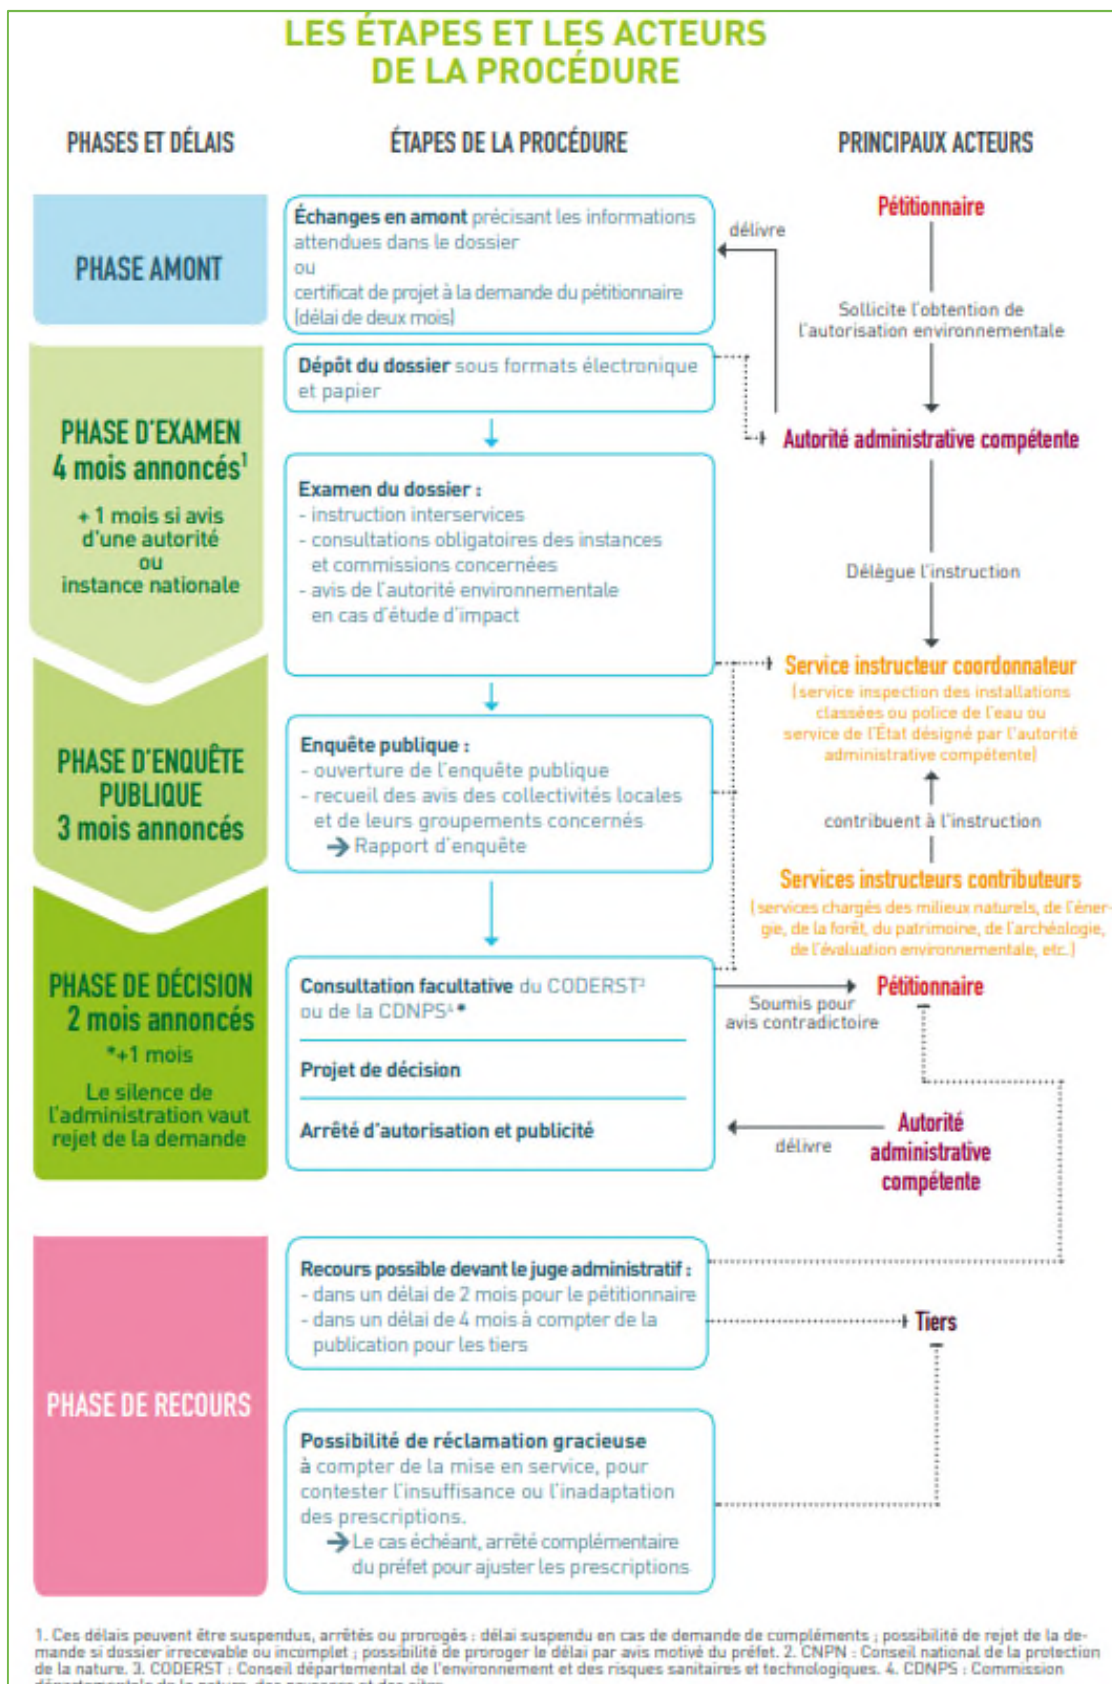 LES ÉTAPES ET LES ACTEURS
DE LA PROCÉDURE
PHASES ET DÉLAIS
ÉTAPES DE LA PROCÉDURE
PRINCIPAUX ACTEURS
PHASE AMONT
Échanges en amont précisant les informations
attendues dans le dossier
ou
certificat de projet à la demande du pétitionnaire
(délai de deux mois)
délivre
Pétitionnaire
Sollicite l'obtention de
l'autorisation environnementale
PHASE D'EXAMEN
4 mois annoncés¹
+ 1 mois si avis
d'une autorité
ou
instance nationale
Dépôt du dossier sous formats électronique
et papier
Autorité administrative compétente
Examen du dossier :
- instruction interservices
- consultations obligatoires des instances
et commissions concernées
- avis de l'autorité environnementale
en cas d'étude d'impact
Délègue l'instruction
Service instructeur coordonnateur
(service inspection des installations
classées ou police de l'eau ou
service de l'État désigné par l'autorité
administrative compétente)
PHASE D'ENQUÊTE
PUBLIQUE
3 mois annoncés
Enquête publique :
- ouverture de l'enquête publique
- recueil des avis des collectivités locales
et de leurs groupements concernés
→ Rapport d'enquête
contribuent à l'instruction
Services instructeurs contributeurs
(services chargés des milieux naturels, de l'éner-
gie, de la forêt, du patrimoine, de l'archéologie,
de l'évaluation environnementale, etc.)
PHASE DE DÉCISION
2 mois annoncés
*+1 mois
Le silence de
l'administration vaut
rejet de la demande
Consultation facultative du CODERST³
ou de la CDNPS⁴ *
Projet de décision
Arrêté d'autorisation et publicité
Soumis pour
avis contradictoire
Pétitionnaire
délivre
Autorité
administrative
compétente
PHASE DE RECOURS
Recours possible devant le juge administratif :
- dans un délai de 2 mois pour le pétitionnaire
- dans un délai de 4 mois à compter de la
publication pour les tiers
Tiers
Possibilité de réclamation gracieuse
à compter de la mise en service, pour
contester l'insuffisance ou l'inadaptation
des prescriptions.
→ Le cas échéant, arrêté complémentaire
du préfet pour ajuster les prescriptions
1. Ces délais peuvent être suspendus, arrêtés ou prorogés : délai suspendu en cas de demande de compléments ; possibilité de rejet de la de-
mande si dossier irrecevable ou incomplet ; possibilité de proroger le délai par avis motivé du préfet. 2. CNPN : Conseil national de la protection
de la nature. 3. CODERST : Conseil départemental de l'environnement et des risques sanitaires et technologiques. 4. CDNPS : Commission
départementale de la nature, des paysages et des sites.